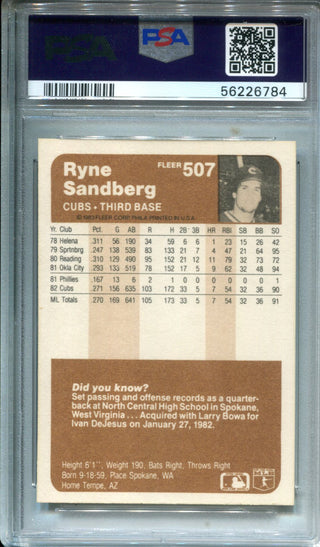 PSA
PSA
56226784
Ryne
Sandberg
FLEER 507
CUBS • THIRD BASE
© 1983 FLEER CORP. PHILA. PRINTED IN U.S.A.
Yr. Club Pct. G AB R H 2B 3B HR RBI SB BB SO
78 Helena .311 56 190 34 59 6 6 1 23 15 26 42
79 Sprtnbrg .247 138 539 83 133 21 7 4 47 21 64 95
80 Reading .310 129 490 95 152 21 12 11 79 32 73 72
81 Okla City .293 133 519 78 152 17 5 9 62 32 48 94
81 Phillies .167 13 6 2 1 0 0 0 0 0 0 1
82 Cubs .271 156 635 103 172 33 5 7 54 32 36 90
ML Totals .270 169 641 105 173 33 5 7 54 32 36 91
Did you know?
Set passing and offense records as a quarter-
back at North Central High School in Spokane,
West Virginia . . . Acquired with Larry Bowa for
Ivan DeJesus on January 27, 1982.
Height 6'1", Weight 190, Bats Right, Throws Right
Born 9-18-59, Place Spokane, WA
Home Tempe, AZ